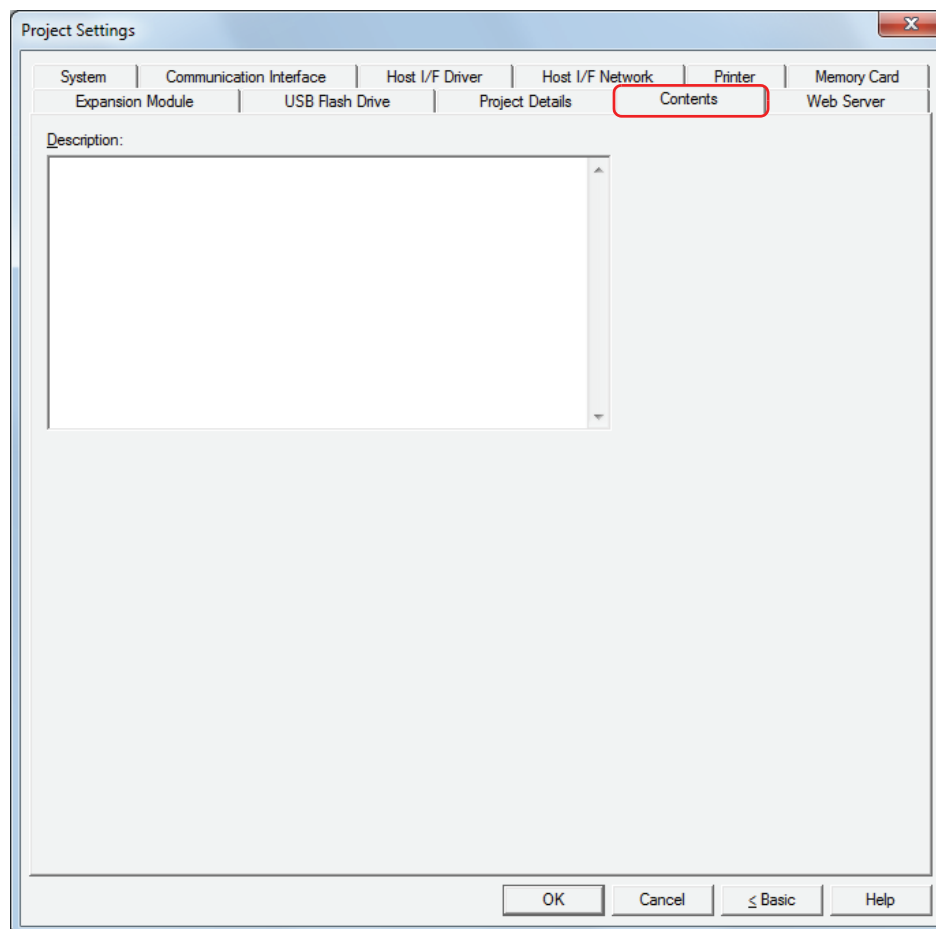 Project Settings
System Communication Interface Host I/F Driver Host I/F Network Printer Memory Card
Expansion Module USB Flash Drive Project Details Contents Web Server
Description:
OK Cancel < Basic Help